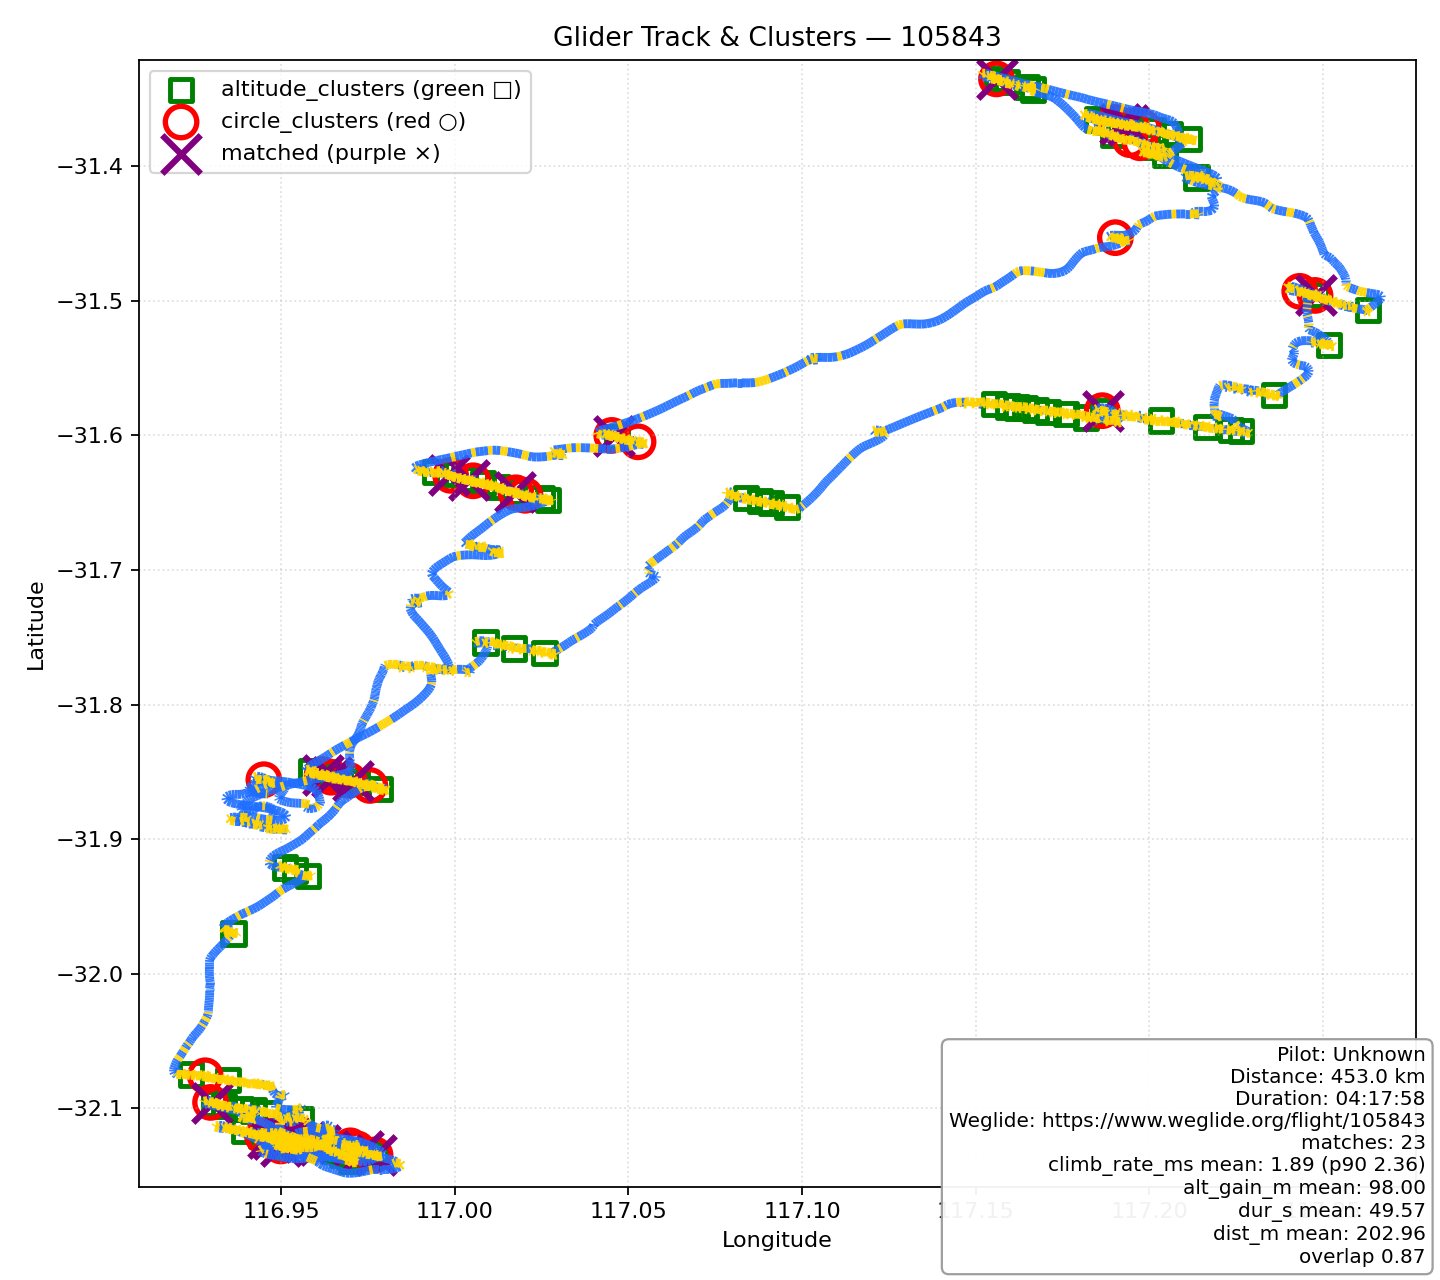 Glider Track & Clusters — 105843
altitude_clusters (green □)
circle_clusters (red ○)
matched (purple ×)
−31.4
−31.5
−31.6
−31.7
−31.8
−31.9
−32.0
−32.1
Latitude
116.95
117.00
117.05
117.10
117.15
117.20
Longitude
Pilot: Unknown
Distance: 453.0 km
Duration: 04:17:58
Weglide: https://www.weglide.org/flight/105843
matches: 23
climb_rate_ms mean: 1.89 (p90 2.36)
alt_gain_m mean: 98.00
dur_s mean: 49.57
dist_m mean: 202.96
overlap 0.87